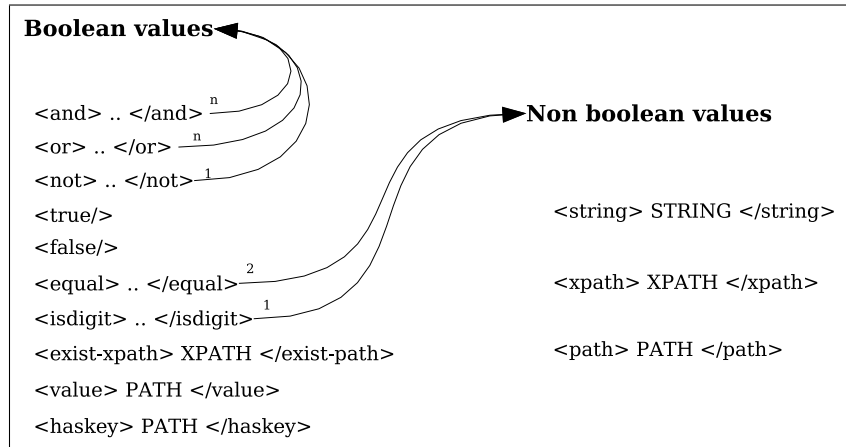 Boolean values
<and> .. </and> n
<or> .. </or> n
<not> .. </not> 1
<true/>
<false/>
<equal> .. </equal> 2
<isdigit> .. </isdigit> 1
<exist-xpath> XPATH </exist-path>
<value> PATH </value>
<haskey> PATH </haskey>
Non boolean values
<string> STRING </string>
<xpath> XPATH </xpath>
<path> PATH </path>